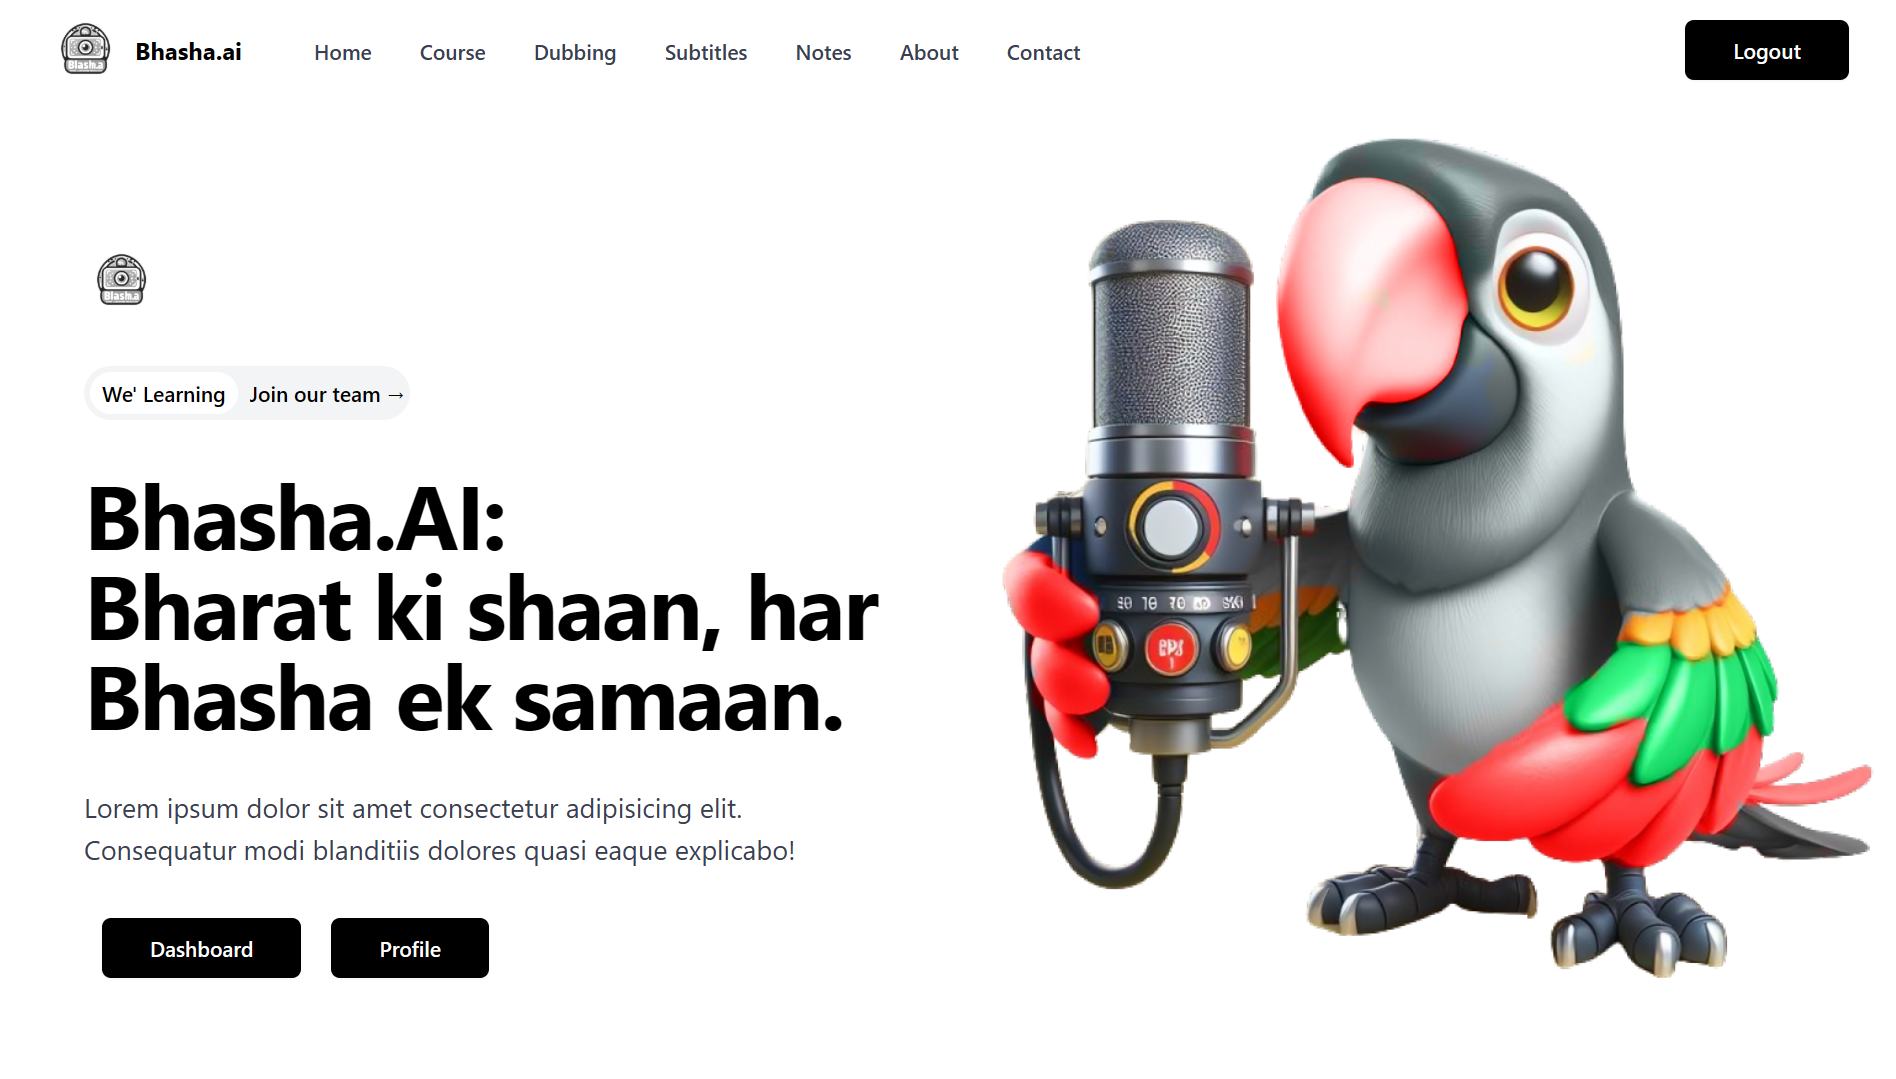 Blash.a
Bhasha.ai
Home
Course
Dubbing
Subtitles
Notes
About
Contact
Logout
Blash.a
We' Learning
Join our team →
Bhasha.AI:
Bharat ki shaan, har
Bhasha ek samaan.
Lorem ipsum dolor sit amet consectetur adipisicing elit.
Consequatur modi blanditiis dolores quasi eaque explicabo!
Dashboard
Profile